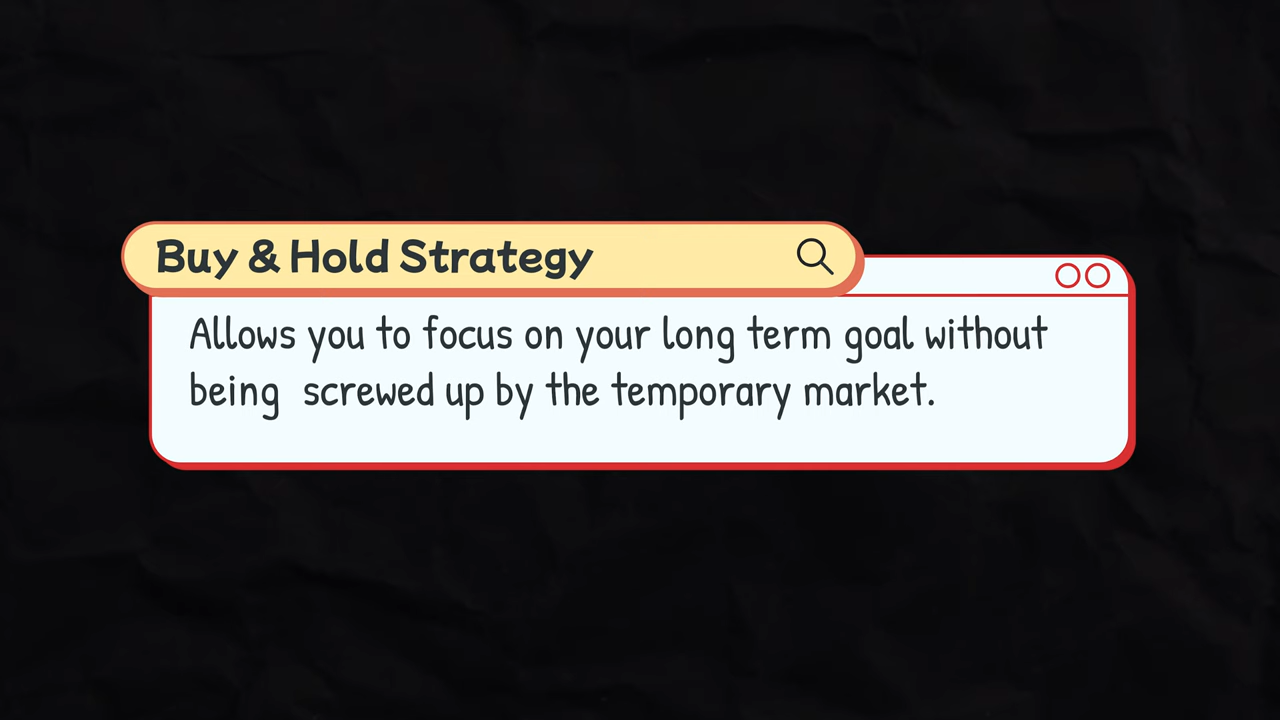 Buy & Hold Strategy
Allows you to focus on your long term goal without
being  screwed up by the temporary market.